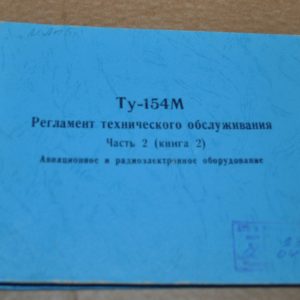 Ту-154М
Регламент технического обслуживания
Часть 2 (книга 2)
Авиационное и радиоэлектронное оборудование